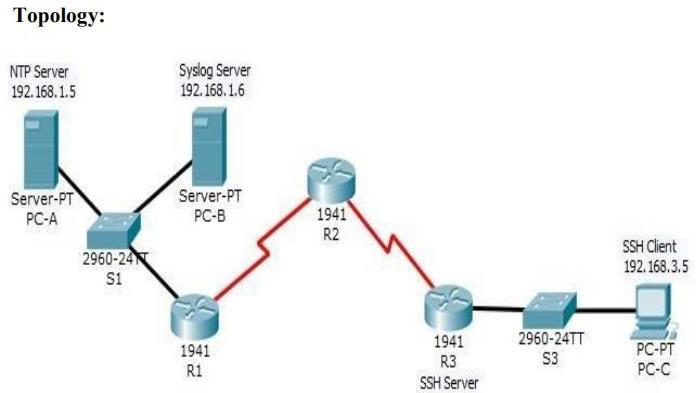 Topology:
NTP Server
192.168.1.5
Syslog Server
192.168.1.6
Server-PT
PC-A
Server-PT
PC-B
2960-24TT
S1
1941
R1
1941
R2
SSH Client
192.168.3.5
1941
R3
SSH Server
2960-24TT
S3
PC-PT
PC-C